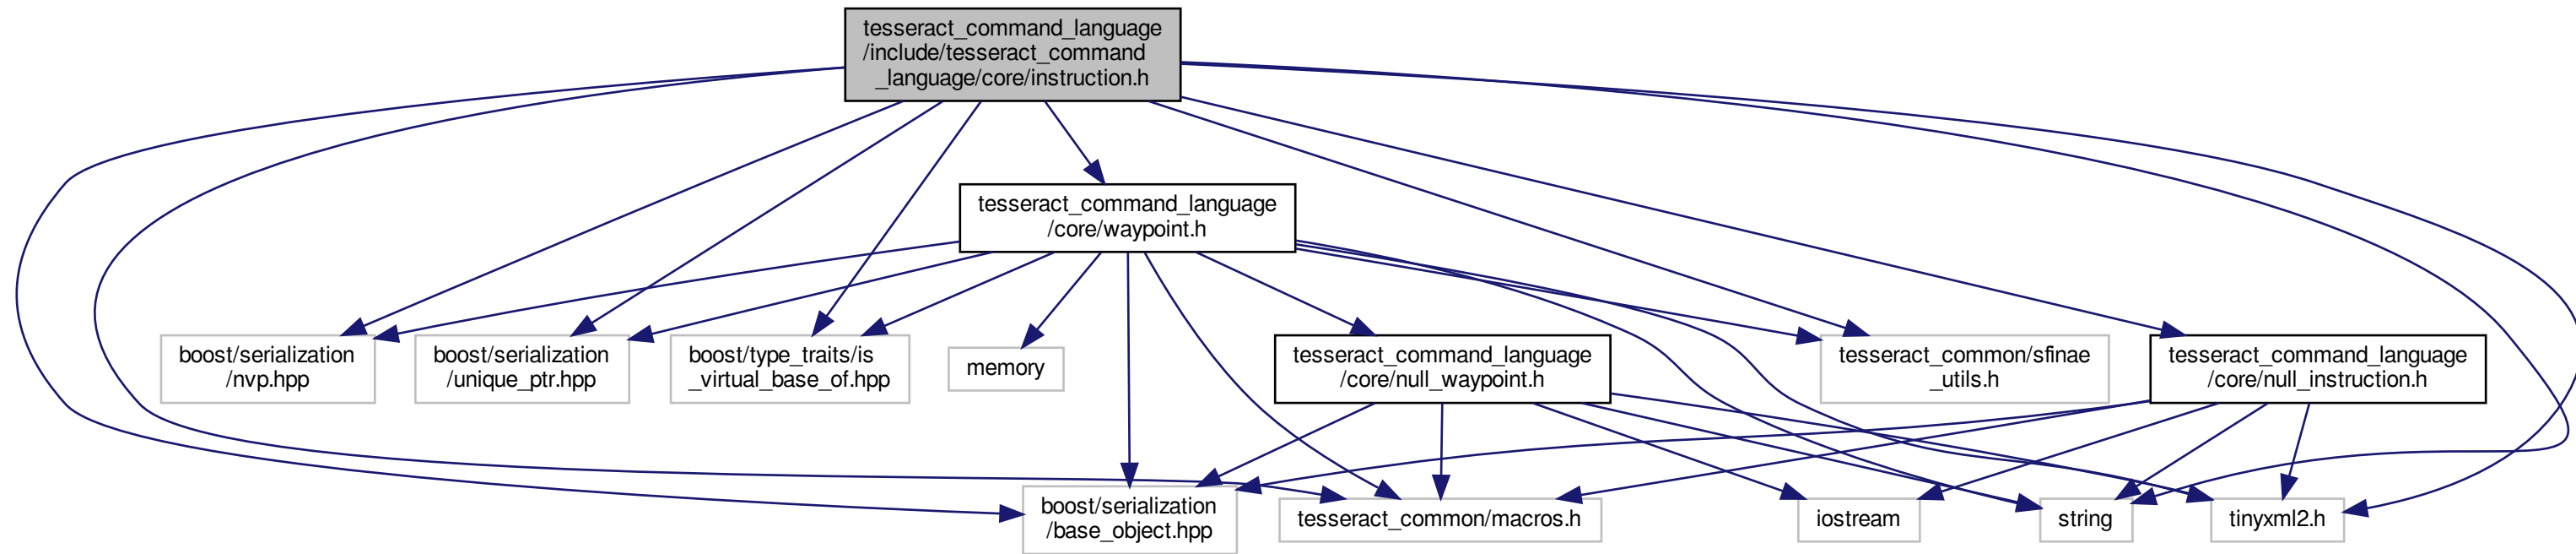 tesseract_command_language
/include/tesseract_command
_language/core/instruction.h
tesseract_command_language
/core/waypoint.h
boost/serialization
/nvp.hpp
boost/serialization
/unique_ptr.hpp
boost/type_traits/is
_virtual_base_of.hpp
memory
tesseract_command_language
/core/null_waypoint.h
tesseract_common/sfinae
_utils.h
tesseract_command_language
/core/null_instruction.h
boost/serialization
/base_object.hpp
tesseract_common/macros.h
iostream
string
tinyxml2.h